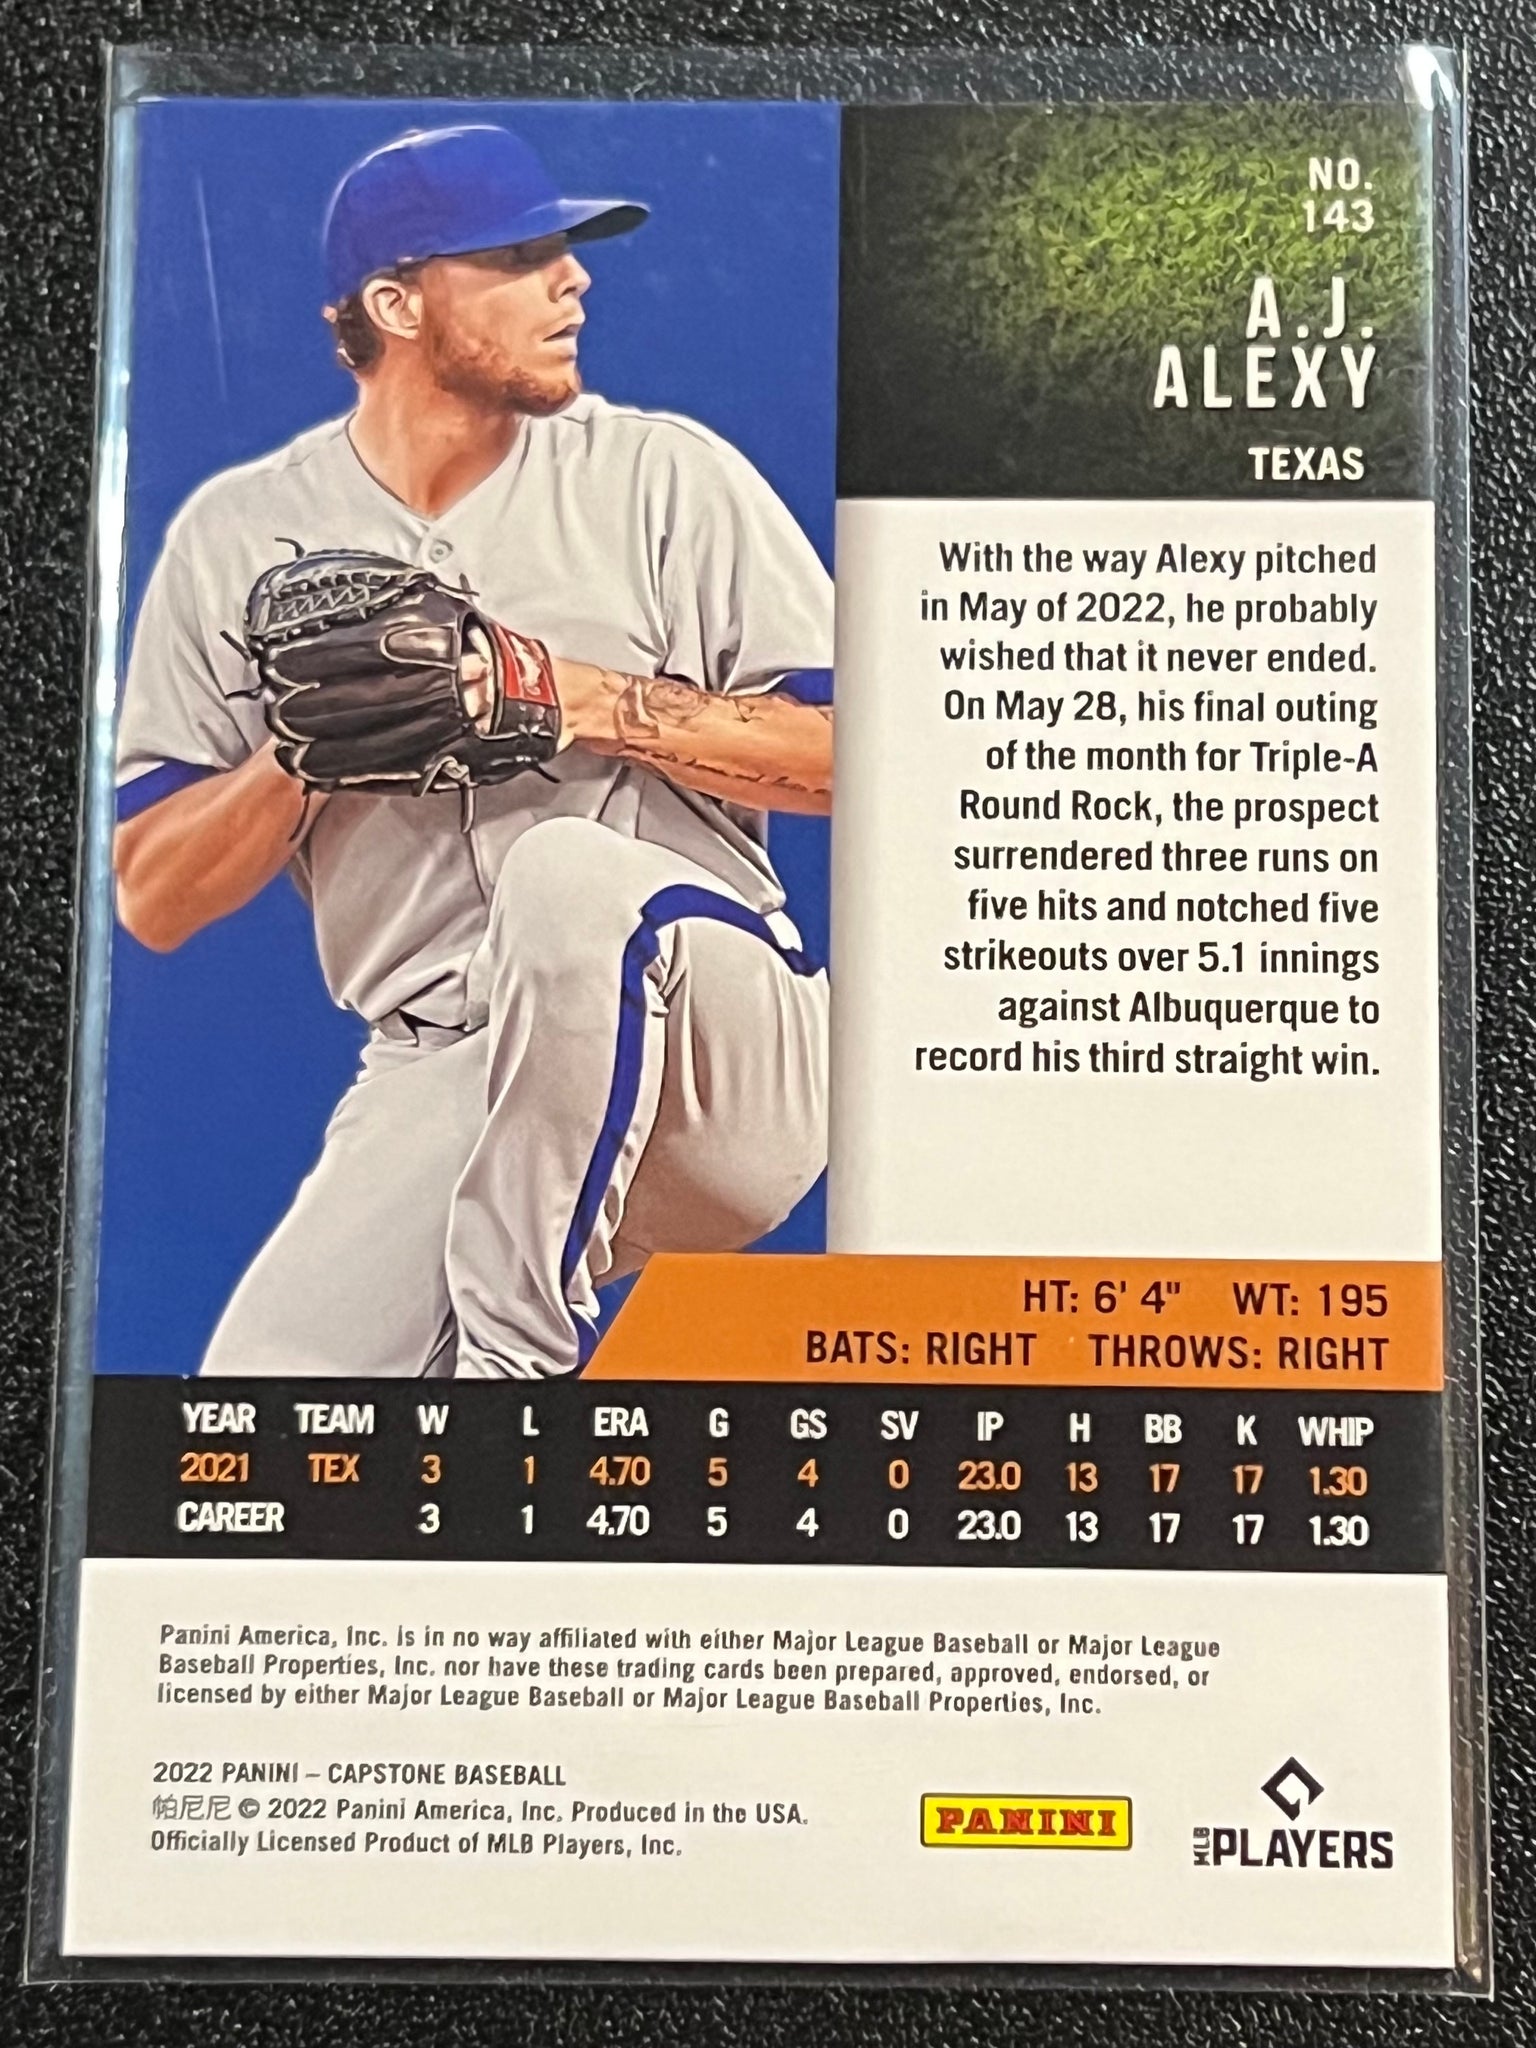 NO.
143
A.J.
ALEXY
TEXAS
With the way Alexy pitched
in May of 2022, he probably
wished that it never ended.
On May 28, his final outing
of the month for Triple-A
Round Rock, the prospect
surrendered three runs on
five hits and notched five
strikeouts over 5.1 innings
against Albuquerque to
record his third straight win.
HT: 6' 4" WT: 195
BATS: RIGHT THROWS: RIGHT
YEAR TEAM W L ERA G GS SV IP H BB K WHIP
2021 TEX 3 1 4.70 5 4 0 23.0 13 17 17 1.30
CAREER 3 1 4.70 5 4 0 23.0 13 17 17 1.30
Panini America, Inc. is in no way affiliated with either Major League Baseball or Major League
Baseball Properties, Inc. nor have these trading cards been prepared, approved, endorsed, or
licensed by either Major League Baseball or Major League Baseball Properties, Inc.
2022 PANINI – CAPSTONE BASEBALL
帕尼尼 © 2022 Panini America, Inc. Produced in the USA.
Officially Licensed Product of MLB Players, Inc.
PANINI
MLB PLAYERS